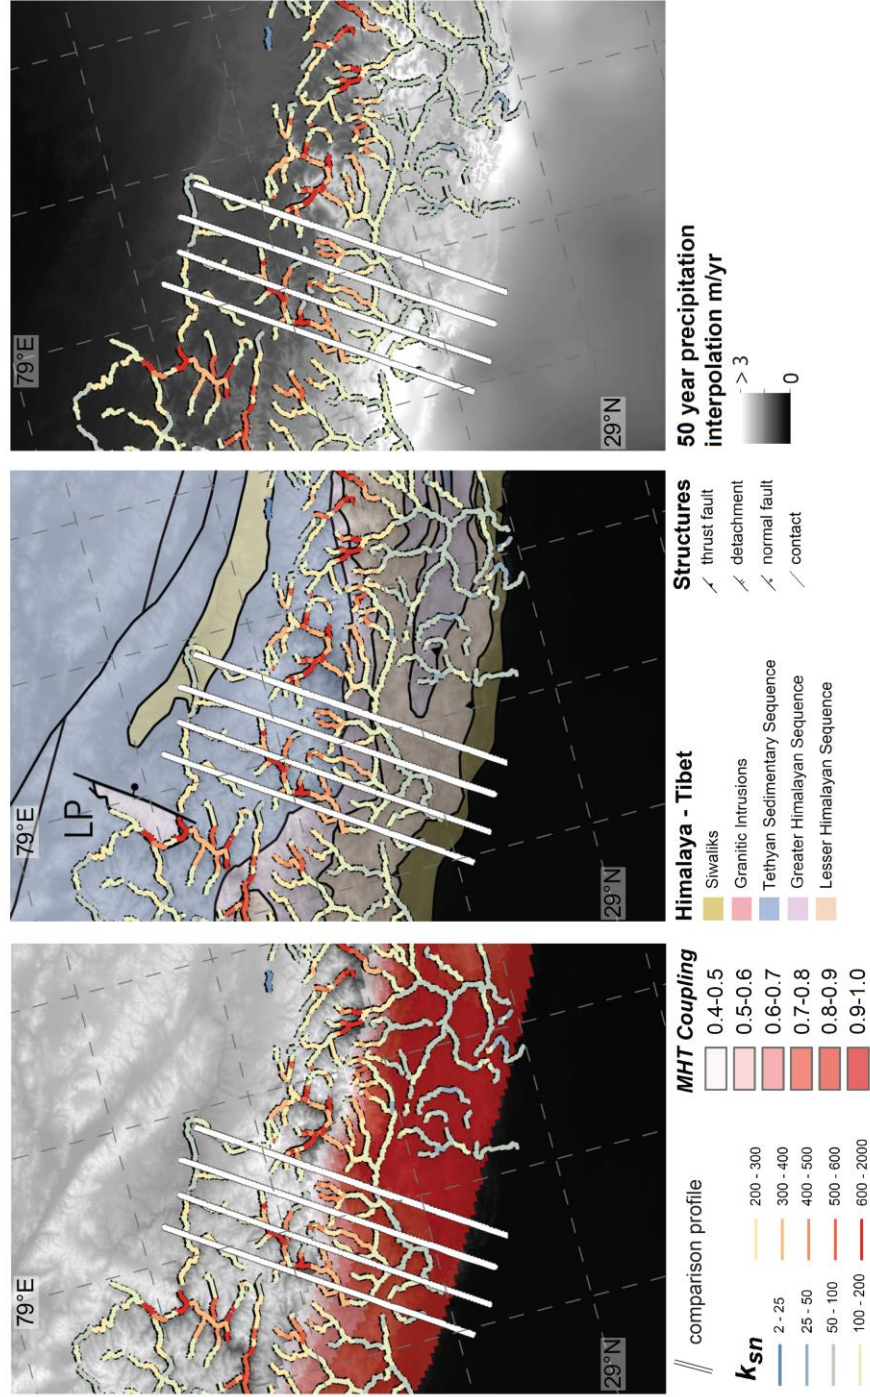 79°E
29°N
79°E
LP
29°N
79°E
29°N
comparison profile
ksn
2 - 25
25 - 50
50 - 100
100 - 200
200 - 300
300 - 400
400 - 500
500 - 600
600 - 2000
MHT Coupling
0.4-0.5
0.5-0.6
0.6-0.7
0.7-0.8
0.8-0.9
0.9-1.0
Himalaya - Tibet
Siwaliks
Granitic Intrusions
Tethyan Sedimentary Sequence
Greater Himalayan Sequence
Lesser Himalayan Sequence
Structures
thrust fault
detachment
normal fault
contact
50 year precipitation
interpolation m/yr
> 3
0